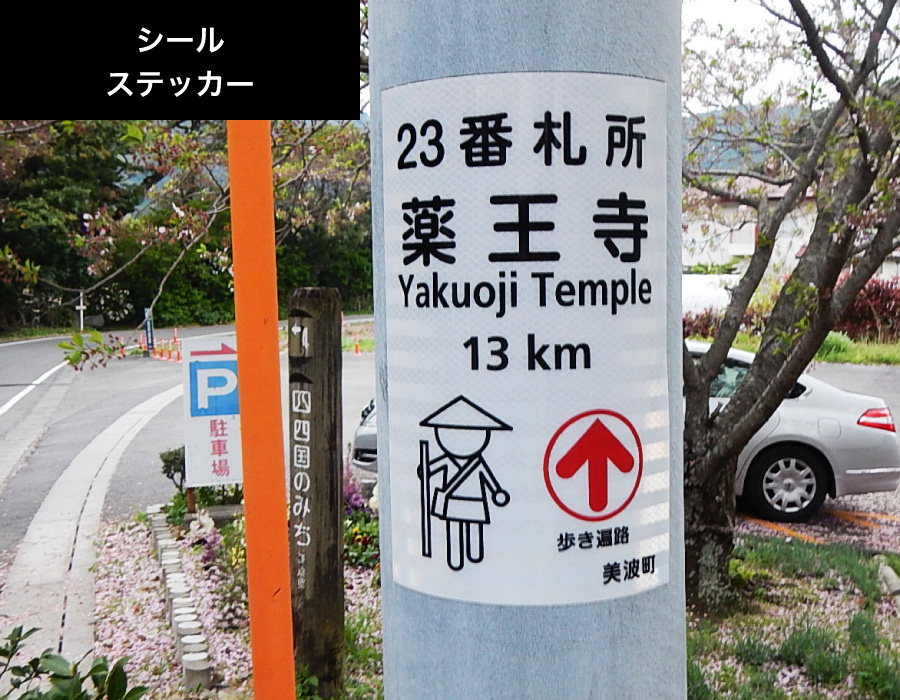 シール
ステッカー
23番札所
薬王寺
Yakuoji Temple
13 km
歩き遍路
美波町
P
駐車場
四国のみち